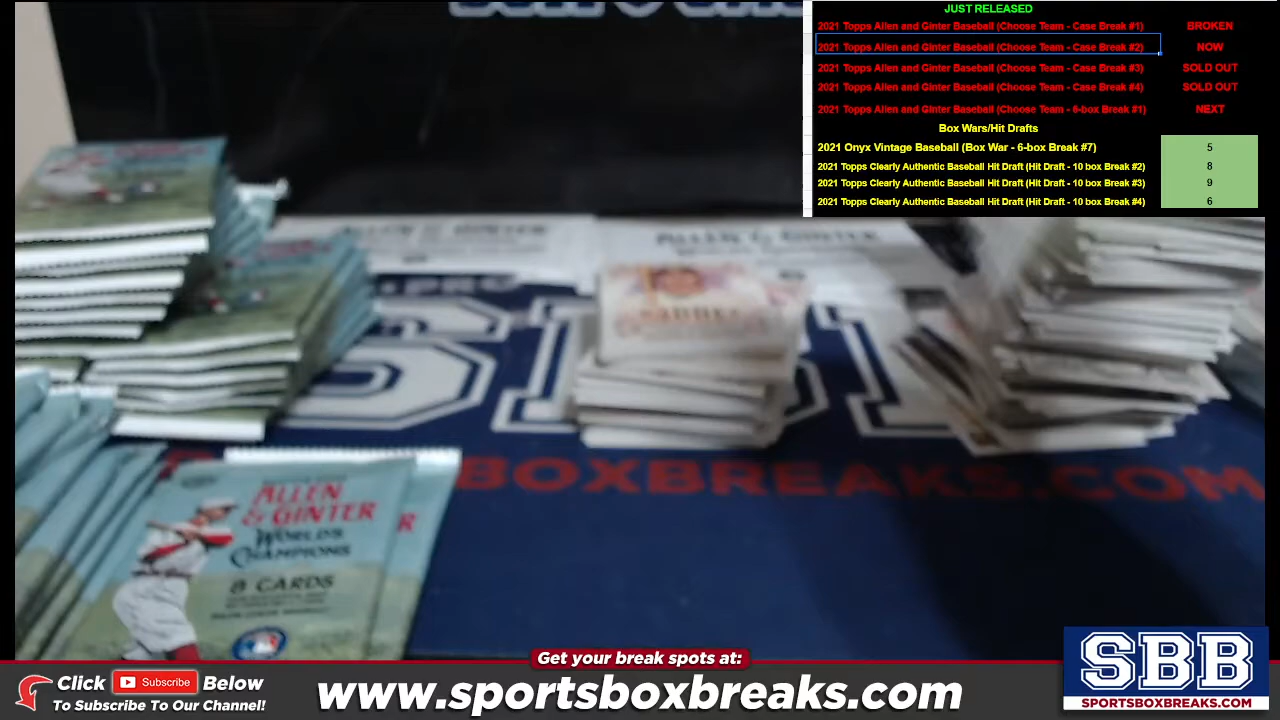 JUST RELEASED
2021 Topps Allen and Ginter Baseball (Choose Team - Case Break #1) BROKEN
2021 Topps Allen and Ginter Baseball (Choose Team - Case Break #2) NOW
2021 Topps Allen and Ginter Baseball (Choose Team - Case Break #3) SOLD OUT
2021 Topps Allen and Ginter Baseball (Choose Team - Case Break #4) SOLD OUT
2021 Topps Allen and Ginter Baseball (Choose Team - 6-box Break #1) NEXT
Box Wars/Hit Drafts
2021 Onyx Vintage Baseball (Box War - 6-box Break #7) 5
2021 Topps Clearly Authentic Baseball Hit Draft (Hit Draft - 10 box Break #2) 8
2021 Topps Clearly Authentic Baseball Hit Draft (Hit Draft - 10 box Break #3) 9
2021 Topps Clearly Authentic Baseball Hit Draft (Hit Draft - 10 box Break #4) 6
ALLEN & GINTER
ALLEN & GINTER
BOXBREAKS.COM
ALLEN
& GINTER
WORLD'S
CHAMPIONS
8 CARDS
Get your break spots at:
Click Subscribe Below
To Subscribe To Our Channel!
www.sportsboxbreaks.com
SBB
SPORTSBOXBREAKS.COM